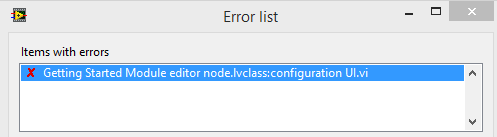 Error list
Items with errors
Getting Started Module editor node.lvclass:configuration UI.vi